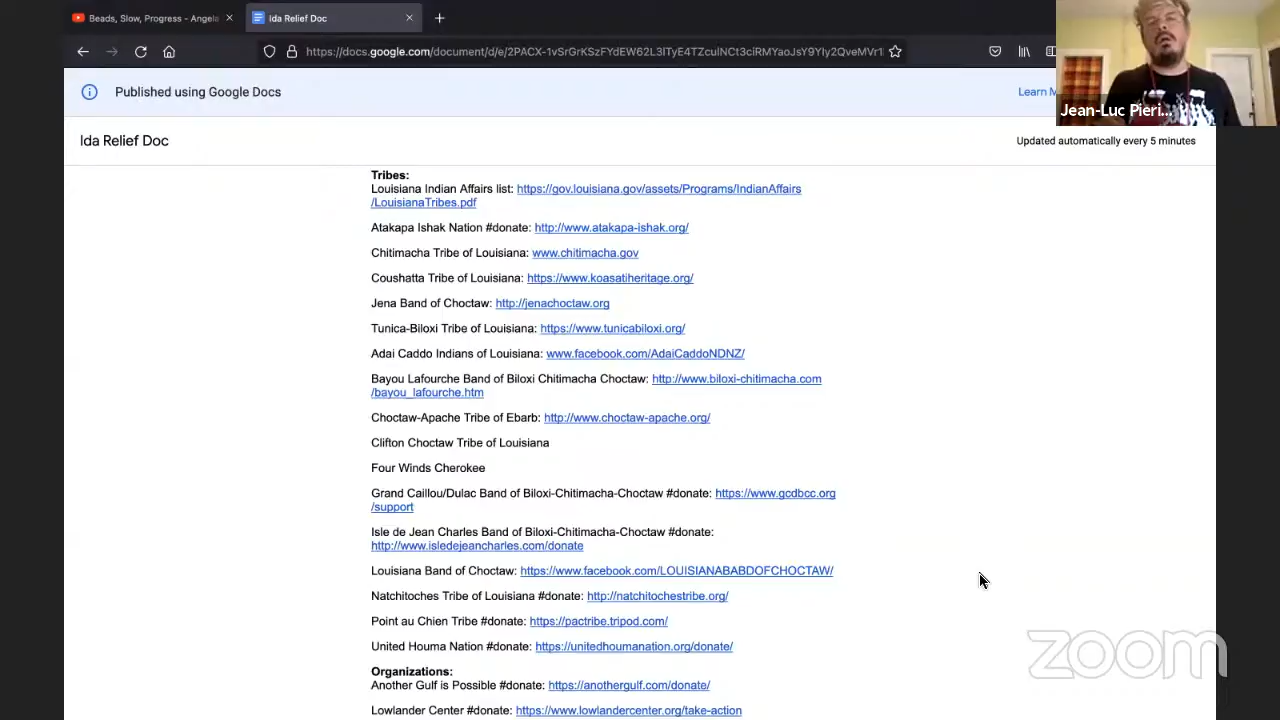 Beads, Slow, Progress - Angela
Ida Relief Doc
https://docs.google.com/document/d/e/2PACX-1vSrGrKSzFYdEW62L3ITyE4TZculNCt3ciRMYaoJsY9YIy2QveMVr1
Published using Google Docs
Learn M
Jean-Luc Pieri...
Ida Relief Doc
Updated automatically every 5 minutes
Tribes:
Louisiana Indian Affairs list: https://gov.louisiana.gov/assets/Programs/IndianAffairs
/LouisianaTribes.pdf
Atakapa Ishak Nation #donate: http://www.atakapa-ishak.org/
Chitimacha Tribe of Louisiana: www.chitimacha.gov
Coushatta Tribe of Louisiana: https://www.koasatiheritage.org/
Jena Band of Choctaw: http://jenachoctaw.org
Tunica-Biloxi Tribe of Louisiana: https://www.tunicabiloxi.org/
Adai Caddo Indians of Louisiana: www.facebook.com/AdaiCaddoNDNZ/
Bayou Lafourche Band of Biloxi Chitimacha Choctaw: http://www.biloxi-chitimacha.com
/bayou_lafourche.htm
Choctaw-Apache Tribe of Ebarb: http://www.choctaw-apache.org/
Clifton Choctaw Tribe of Louisiana
Four Winds Cherokee
Grand Caillou/Dulac Band of Biloxi-Chitimacha-Choctaw #donate: https://www.gcdbcc.org
/support
Isle de Jean Charles Band of Biloxi-Chitimacha-Choctaw #donate:
http://www.isledejeancharles.com/donate
Louisiana Band of Choctaw: https://www.facebook.com/LOUISIANABABDOFCHOCTAW/
Natchitoches Tribe of Louisiana #donate: http://natchitochestribe.org/
Point au Chien Tribe #donate: https://pactribe.tripod.com/
United Houma Nation #donate: https://unitedhoumanation.org/donate/
Organizations:
Another Gulf is Possible #donate: https://anothergulf.com/donate/
Lowlander Center #donate: https://www.lowlandercenter.org/take-action
zoom